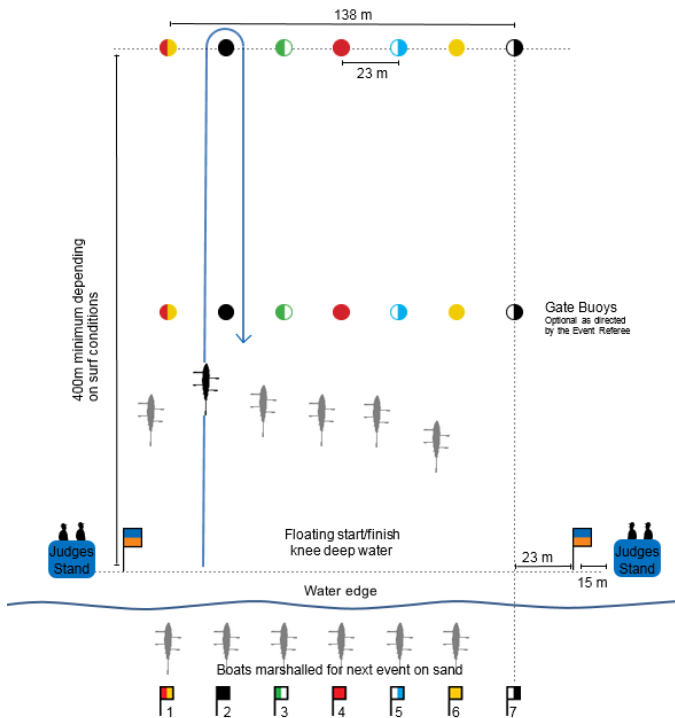 138 m
23 m
400m minimum depending
on surf conditions
Gate Buoys
Optional as directed
by the Event Referee
Judges
Stand
Floating start/finish
knee deep water
23 m
Judges
Stand
15 m
Water edge
Boats marshalled for next event on sand
1 2 3 4 5 6 7